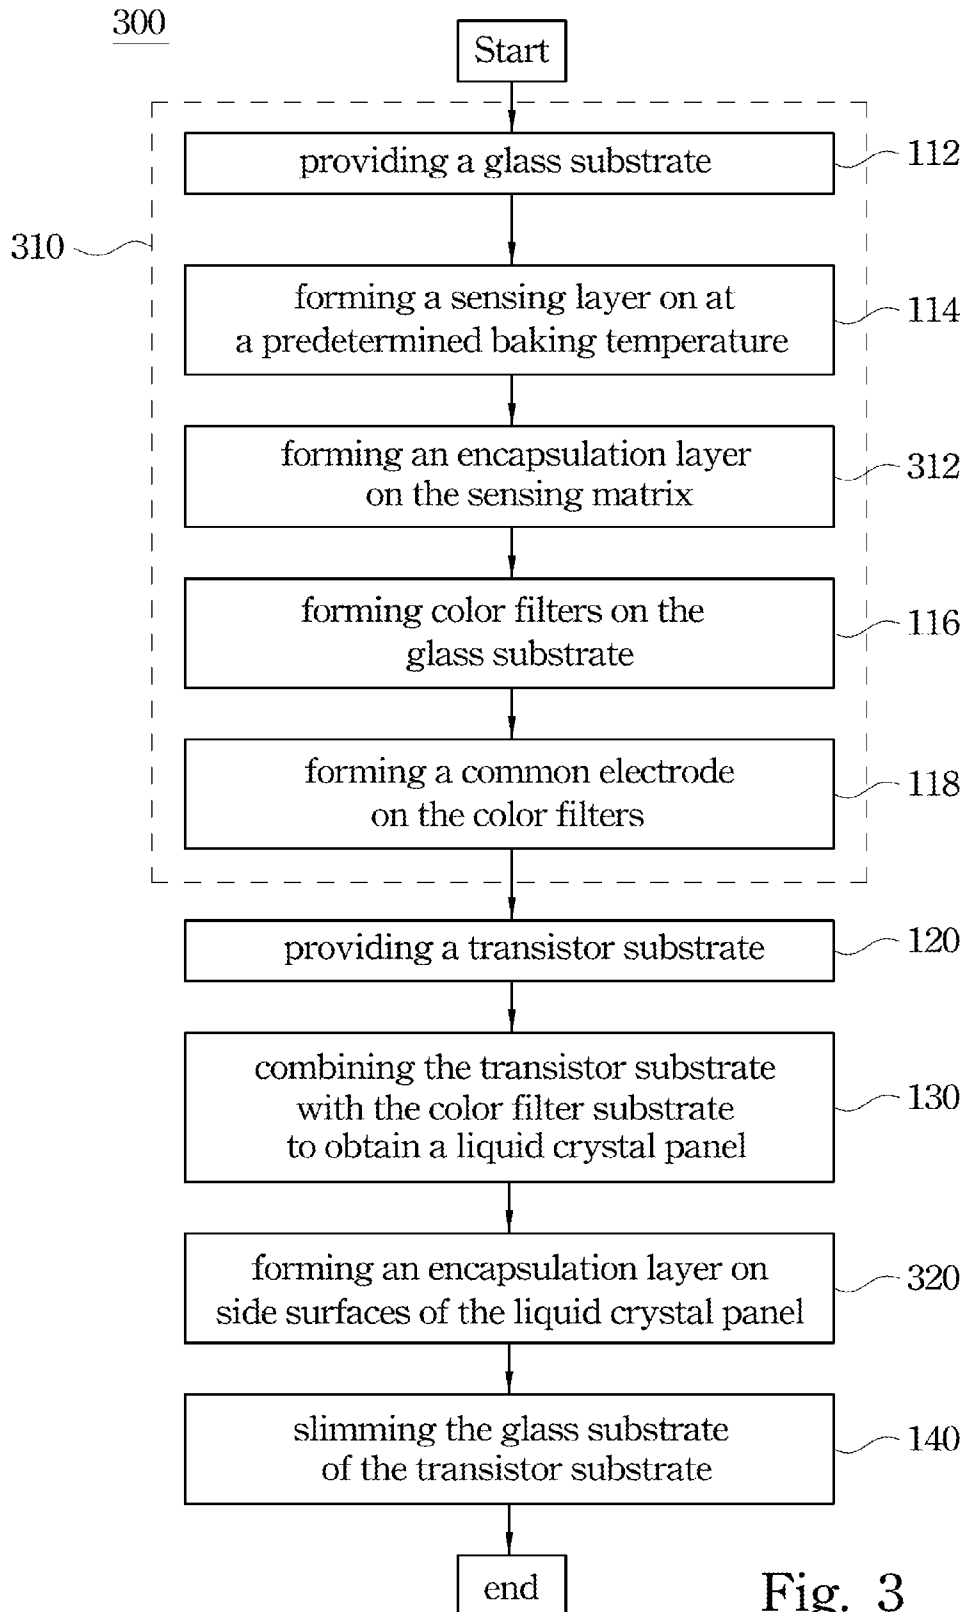 300
Start
providing a glass substrate
112
310
forming a sensing layer on at
a predetermined baking temperature
114
forming an encapsulation layer
on the sensing matrix
312
forming color filters on the
glass substrate
116
forming a common electrode
on the color filters
118
providing a transistor substrate
120
combining the transistor substrate
with the color filter substrate
to obtain a liquid crystal panel
130
forming an encapsulation layer on
side surfaces of the liquid crystal panel
320
slimming the glass substrate
of the transistor substrate
140
end
Fig. 3